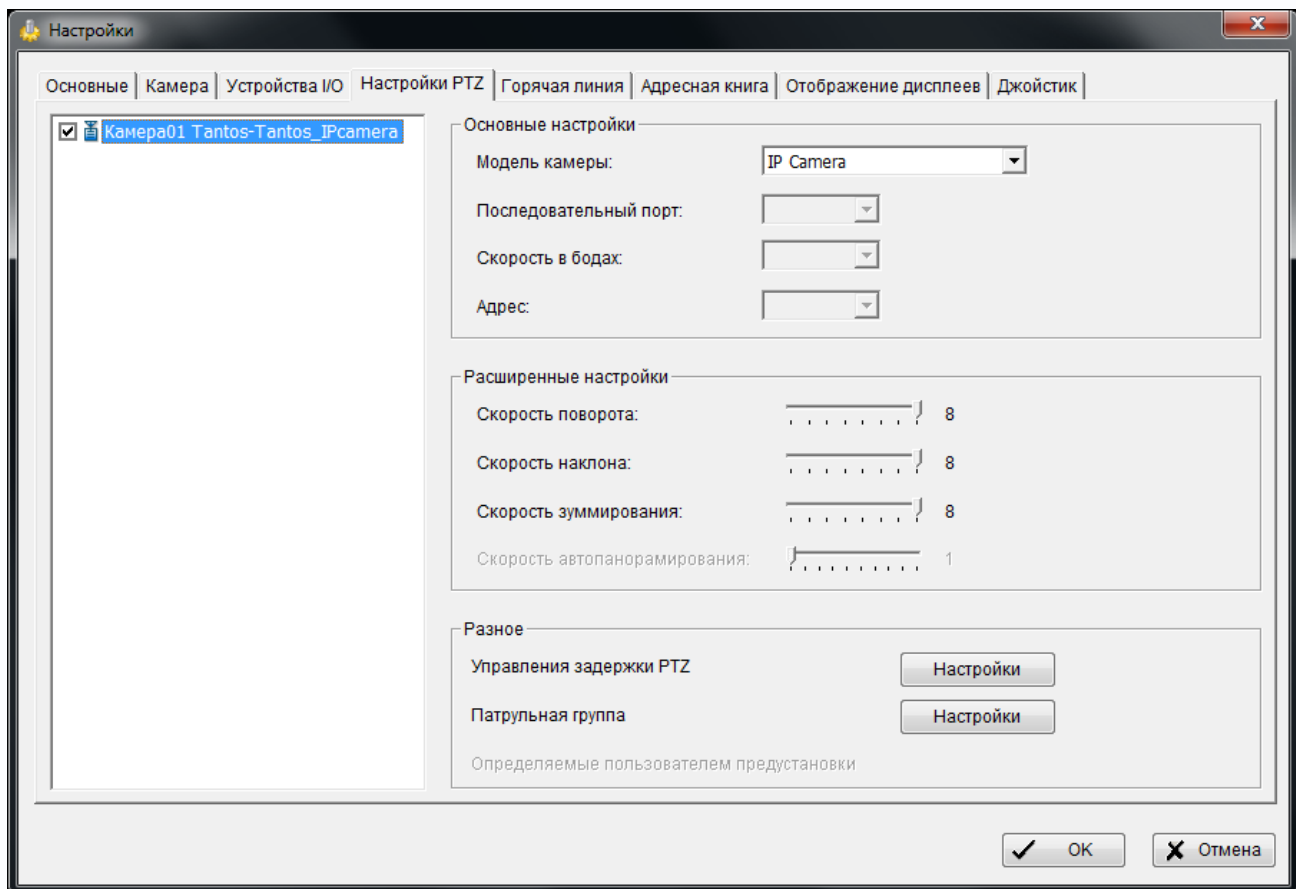 Настройки
Основные Камера Устройства I/O Настройки PTZ Горячая линия Адресная книга Отображение дисплеев Джойстик
Камера01 Tantos-Tantos_IPcamera
Основные настройки
Модель камеры: IP Camera
Последовательный порт:
Скорость в бодах:
Адрес:
Расширенные настройки
Скорость поворота: 8
Скорость наклона: 8
Скорость зуммирования: 8
Скорость автопанорамирования: 1
Разное
Управления задержки PTZ Настройки
Патрульная группа Настройки
Определяемые пользователем предустановки
OK Отмена